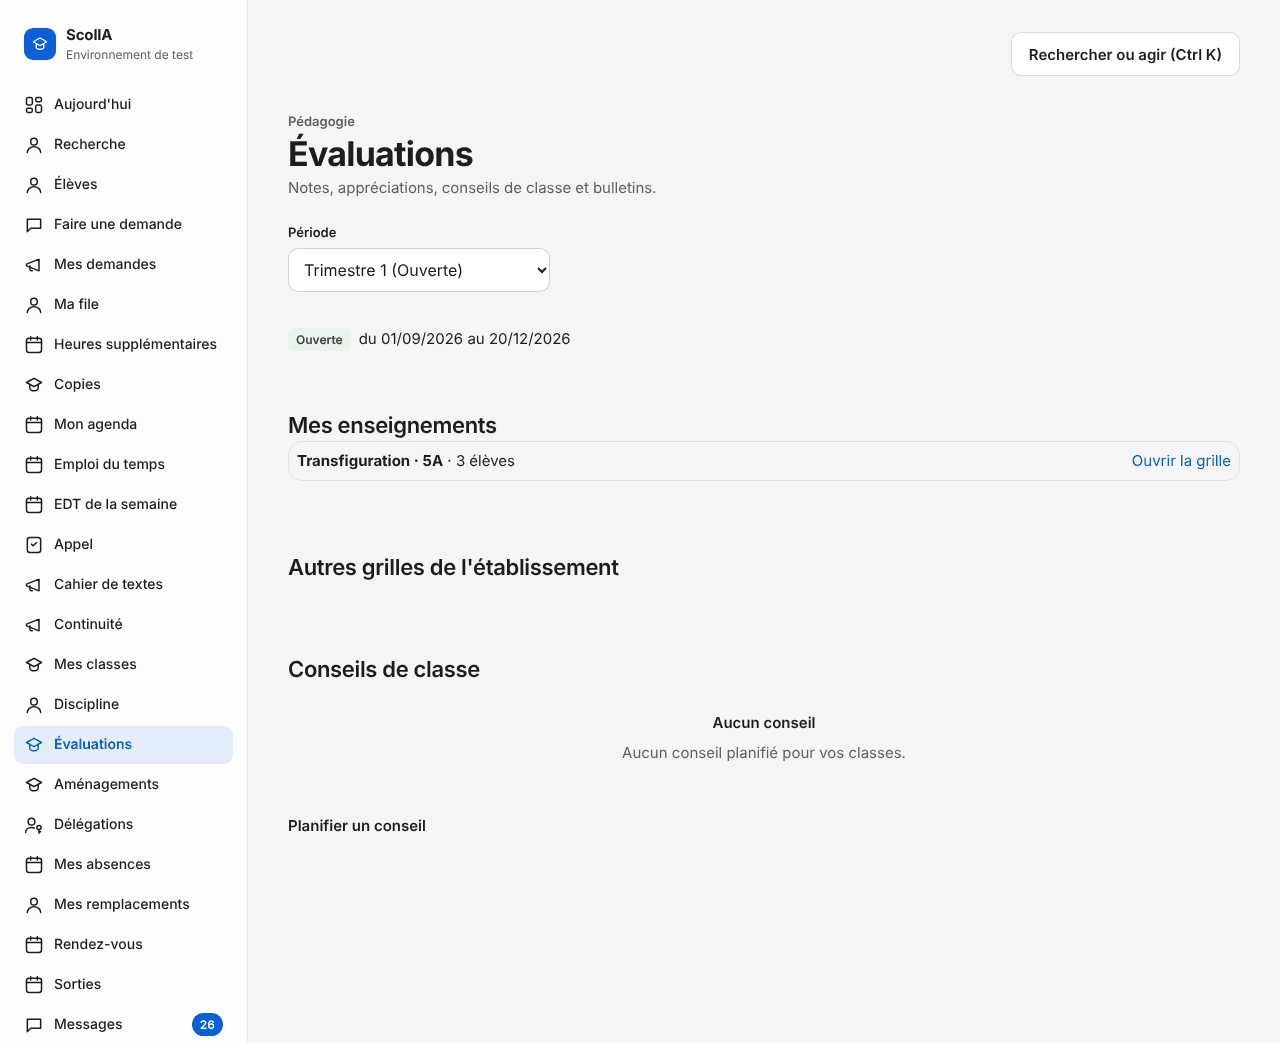 ScolIA
Environnement de test
Aujourd'hui
Recherche
Élèves
Faire une demande
Mes demandes
Ma file
Heures supplémentaires
Copies
Mon agenda
Emploi du temps
EDT de la semaine
Appel
Cahier de textes
Continuité
Mes classes
Discipline
Évaluations
Aménagements
Délégations
Mes absences
Mes remplacements
Rendez-vous
Sorties
Messages 26
Rechercher ou agir (Ctrl K)
Pédagogie
Évaluations
Notes, appréciations, conseils de classe et bulletins.
Période
Trimestre 1 (Ouverte)
Ouverte du 01/09/2026 au 20/12/2026
Mes enseignements
Transfiguration · 5A · 3 élèves Ouvrir la grille
Autres grilles de l'établissement
Conseils de classe
Aucun conseil
Aucun conseil planifié pour vos classes.
Planifier un conseil